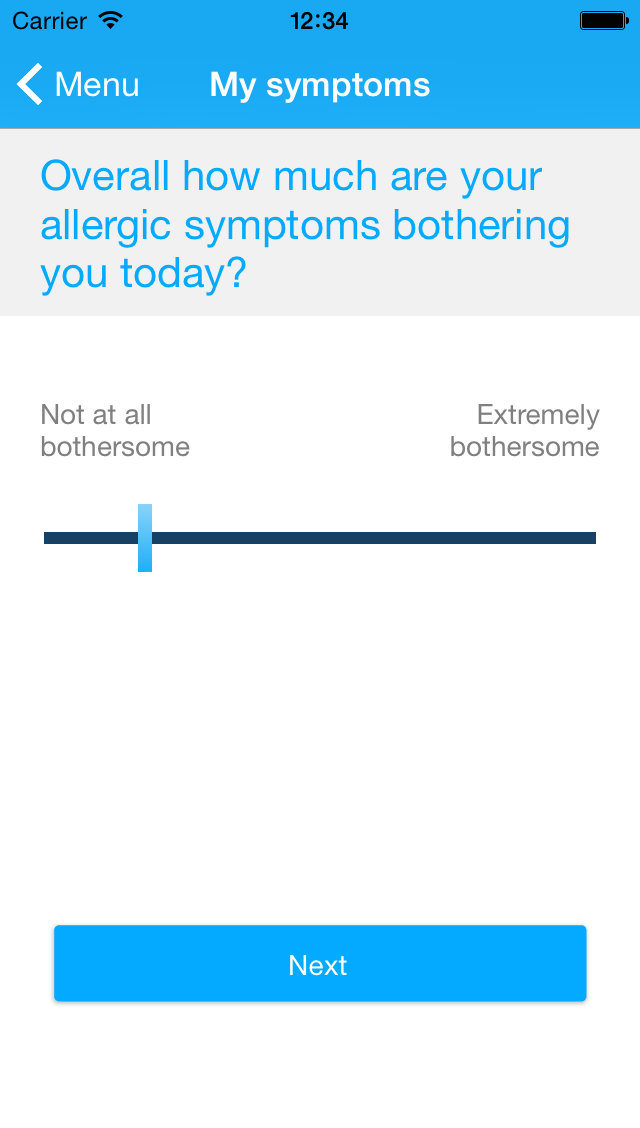 Carrier 12:34
Menu My symptoms
Overall how much are your
allergic symptoms bothering
you today?
Not at all Extremely
bothersome bothersome
Next